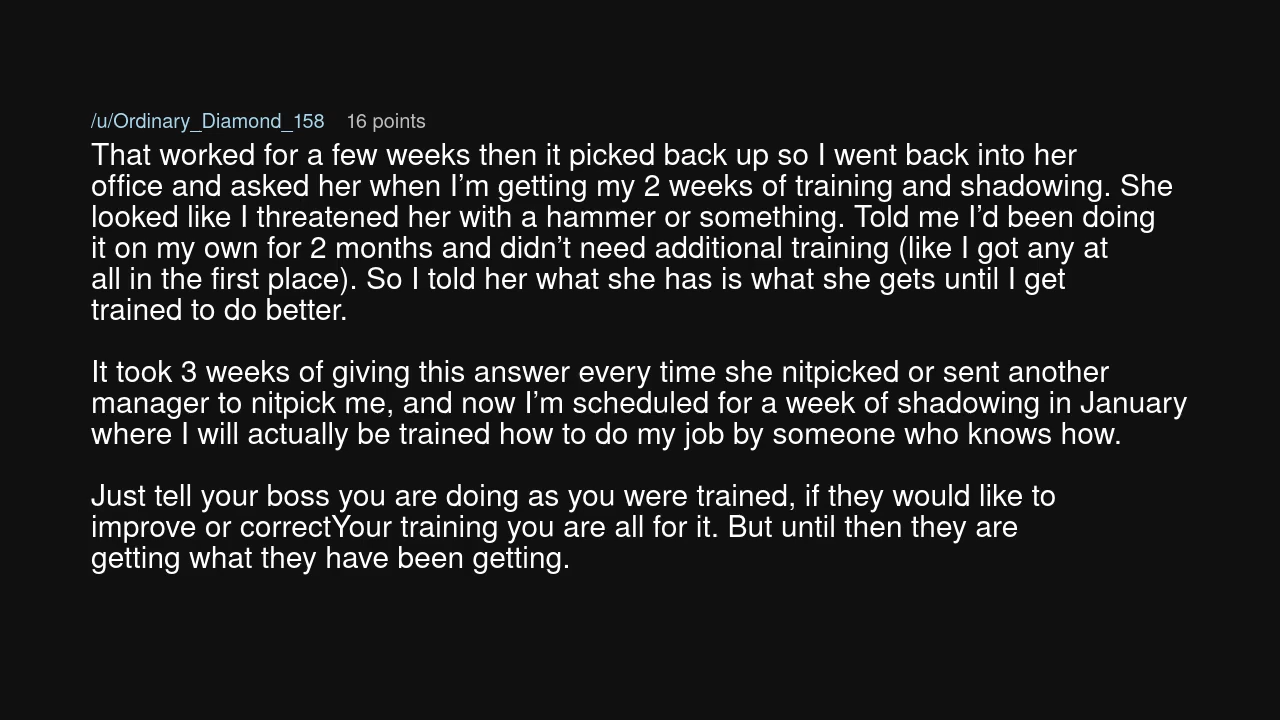 /u/Ordinary_Diamond_158 16 points
That worked for a few weeks then it picked back up so I went back into her
office and asked her when I’m getting my 2 weeks of training and shadowing. She
looked like I threatened her with a hammer or something. Told me I’d been doing
it on my own for 2 months and didn’t need additional training (like I got any at
all in the first place). So I told her what she has is what she gets until I get
trained to do better.
It took 3 weeks of giving this answer every time she nitpicked or sent another
manager to nitpick me, and now I’m scheduled for a week of shadowing in January
where I will actually be trained how to do my job by someone who knows how.
Just tell your boss you are doing as you were trained, if they would like to
improve or correctYour training you are all for it. But until then they are
getting what they have been getting.